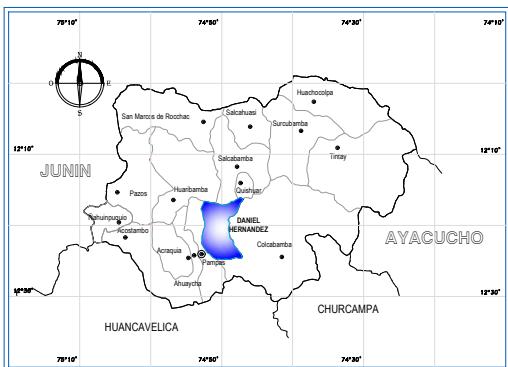 75°10' 74°50' 74°30' 74°10'
N
O E
S
Huachocolpa
San Marcos de Rocchac
Salcahuasi
Surcubamba
12°10' 12°10'
Salcabamba
Tintay
JUNIN
Pazos
Huaribamba
Quishuar
Ñahuinpuquio
Acostambo
DANIEL
HERNANDEZ
AYACUCHO
Acraquia
Colcabamba
Pampas
Ahuaycha
12°30' 12°30'
CHURCAMPA
HUANCAVELICA
75°10' 74°50' 74°30'